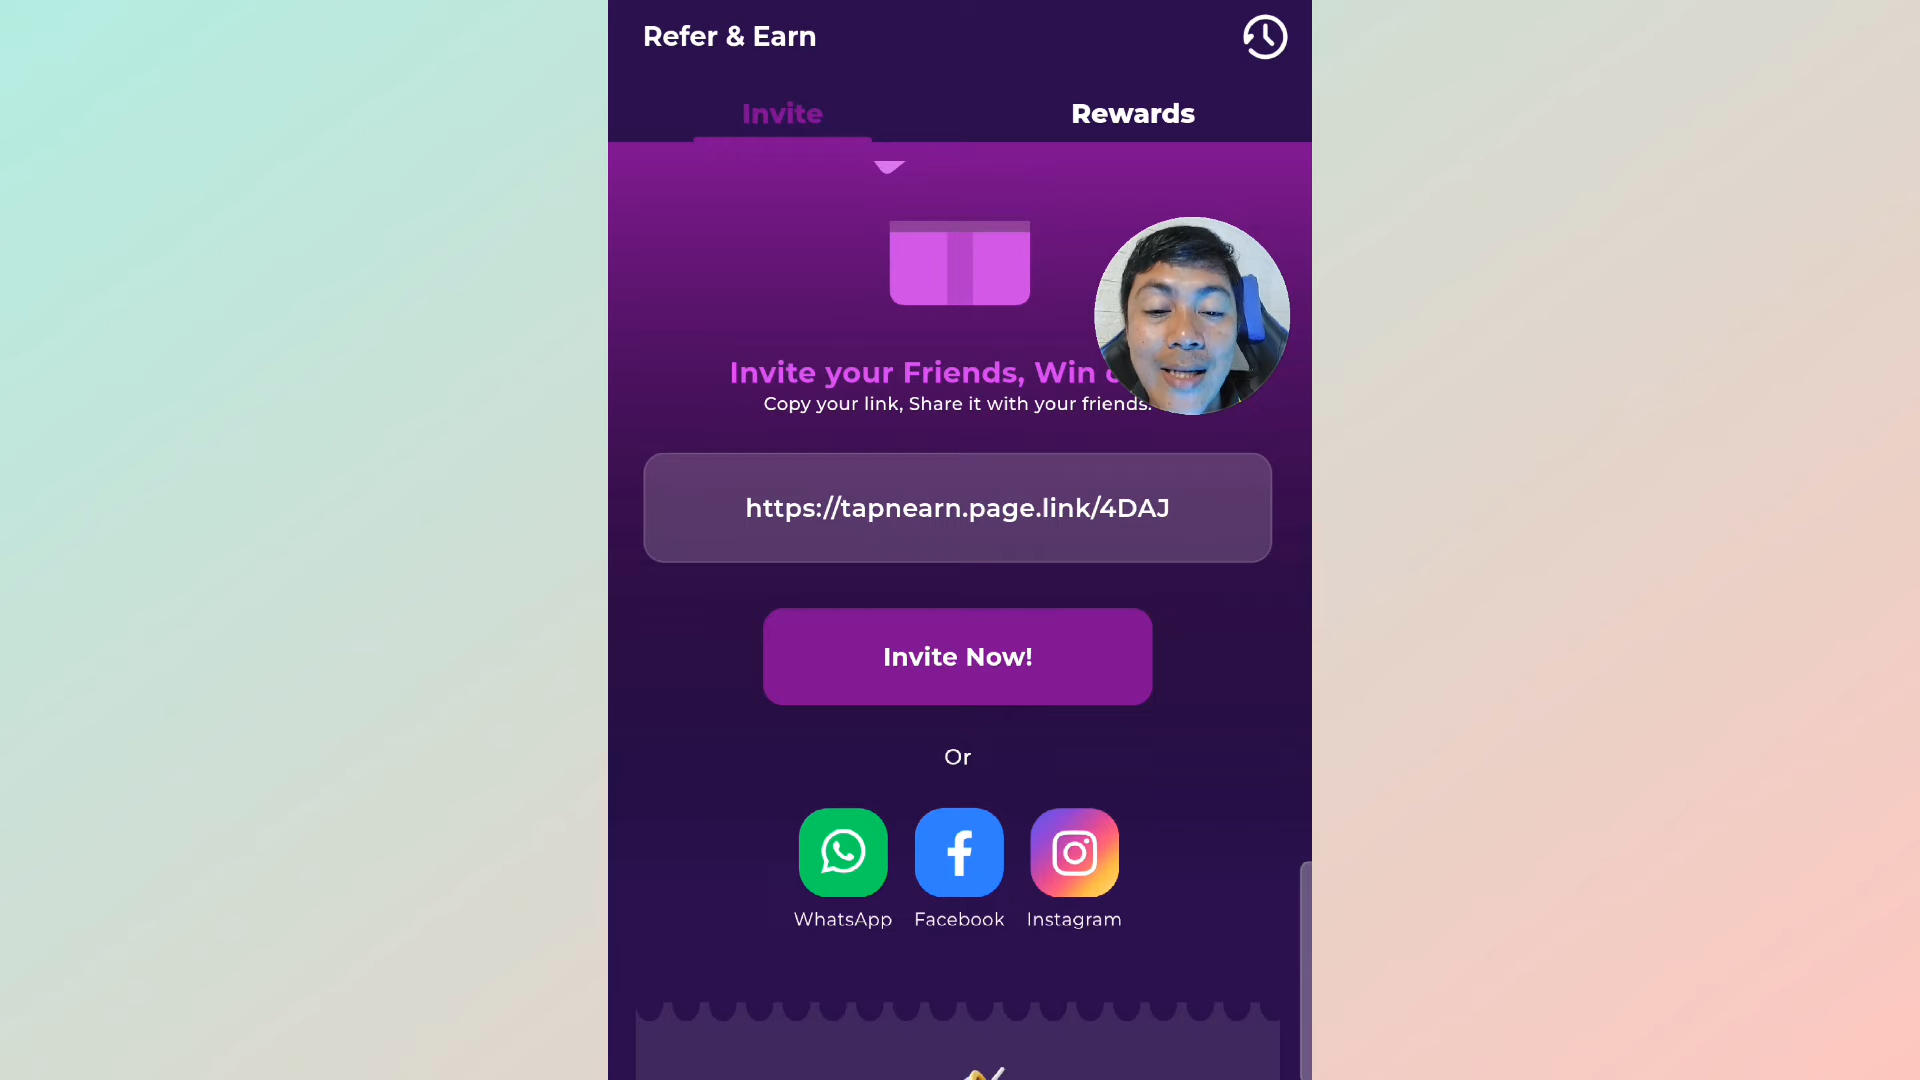 Refer & Earn
Invite
Rewards
Invite your Friends, Win
Copy your link, Share it with your friends.
https://tapnearn.page.link/4DAJ
Invite Now!
Or
WhatsApp
Facebook
Instagram